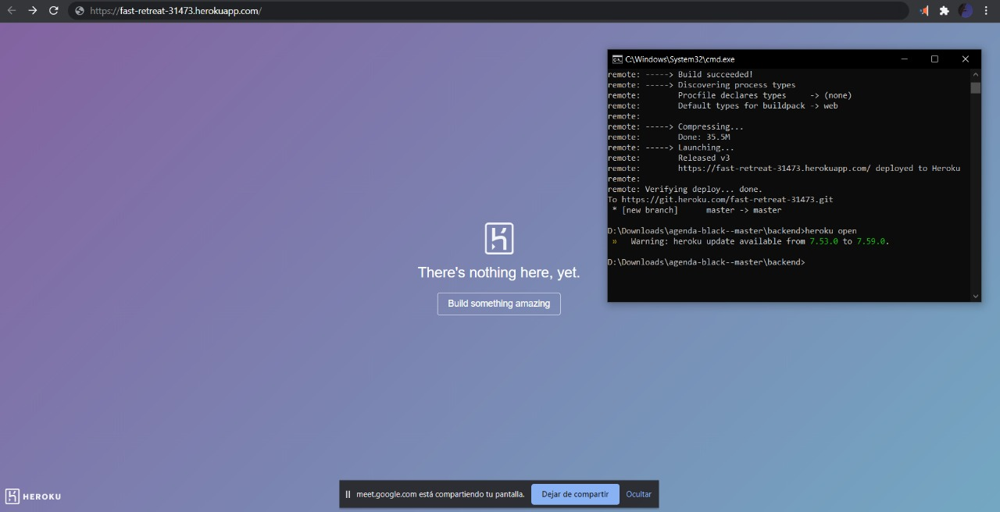 https://fast-retreat-31473.herokuapp.com/
C:\Windows\System32\cmd.exe
remote: -----> Build succeeded!
remote: -----> Discovering process types
remote:        Procfile declares types     -> (none)
remote:        Default types for buildpack -> web
remote:
remote: -----> Compressing...
remote:        Done: 35.5M
remote: -----> Launching...
remote:        Released v3
remote:        https://fast-retreat-31473.herokuapp.com/ deployed to Heroku
remote:
remote: Verifying deploy... done.
To https://git.heroku.com/fast-retreat-31473.git
 * [new branch]      master -> master
D:\Downloads\agenda-black--master\backend>heroku open
 »   Warning: heroku update available from 7.53.0 to 7.59.0.
D:\Downloads\agenda-black--master\backend>
There's nothing here, yet.
Build something amazing
HEROKU
meet.google.com está compartiendo tu pantalla.
Dejar de compartir
Ocultar